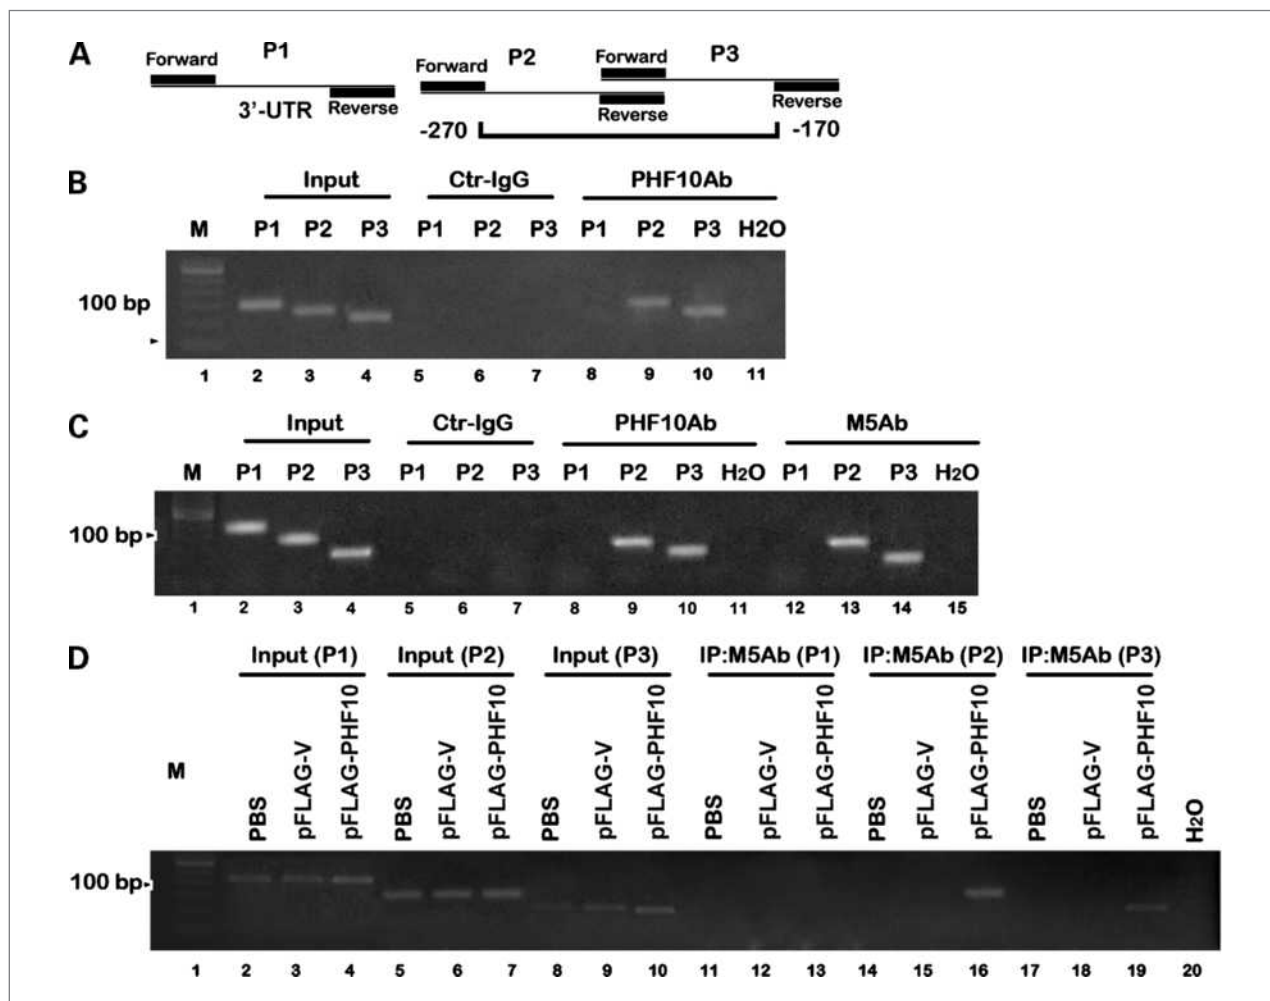 A
P1
Forward
3'-UTR
Reverse
P2
Forward
Reverse
P3
Forward
Reverse
-270
-170
B
Input Ctr-IgG PHF10Ab
M P1 P2 P3 P1 P2 P3 P1 P2 P3 H2O
100 bp
1 2 3 4 5 6 7 8 9 10 11
C
Input Ctr-IgG PHF10Ab M5Ab
M P1 P2 P3 P1 P2 P3 P1 P2 P3 H2O P1 P2 P3 H2O
100 bp
1 2 3 4 5 6 7 8 9 10 11 12 13 14 15
D
Input (P1) Input (P2) Input (P3) IP:M5Ab (P1) IP:M5Ab (P2) IP:M5Ab (P3)
M PBS pFLAG-V pFLAG-PHF10 PBS pFLAG-V pFLAG-PHF10 PBS pFLAG-V pFLAG-PHF10 PBS pFLAG-V pFLAG-PHF10 PBS pFLAG-V pFLAG-PHF10 PBS pFLAG-V pFLAG-PHF10 H2O
100 bp
1 2 3 4 5 6 7 8 9 10 11 12 13 14 15 16 17 18 19 20